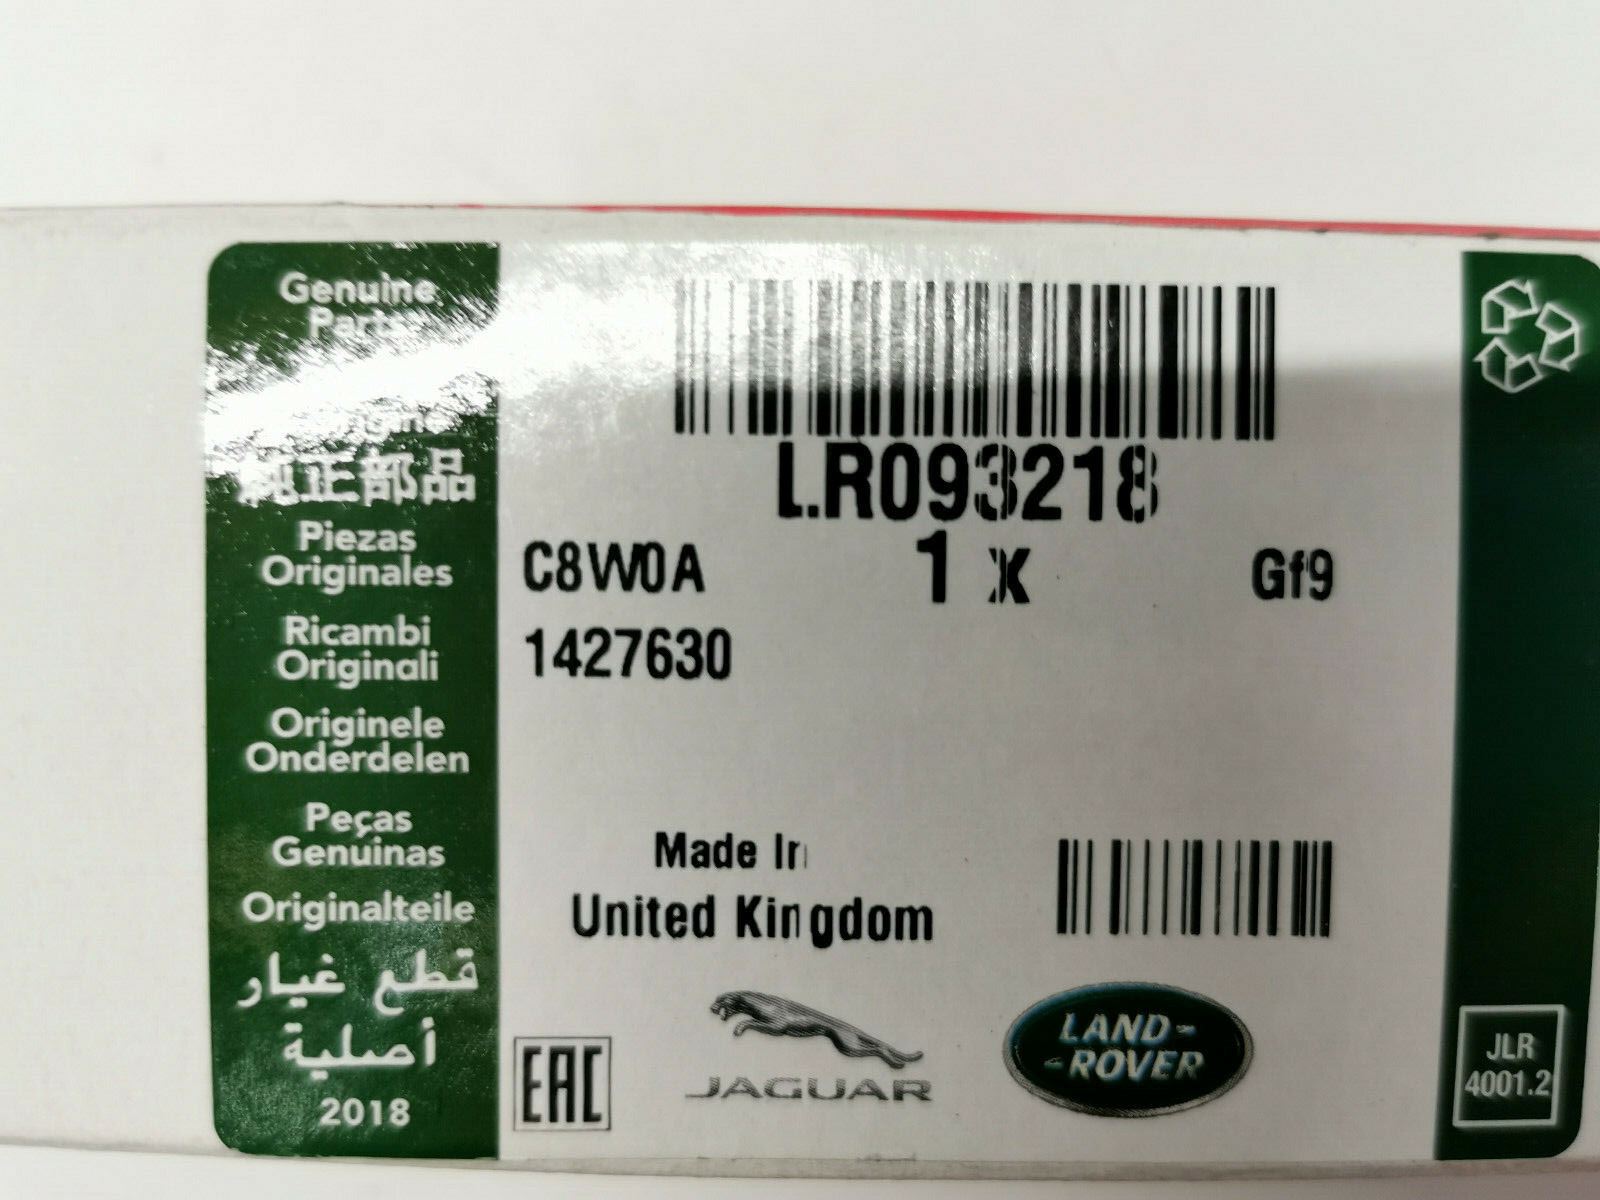 Genuine
Parts
純正部品
Piezas
Originales
Ricambi
Originali
Originele
Onderdelen
Peças
Genuinas
Originalteile
قطع غيار
أصلية
2018
LR093218
C8W0A 1 x Gf9
1427630
Made In
United Kingdom
EAC
JAGUAR
LAND-
-ROVER
JLR
4001.2